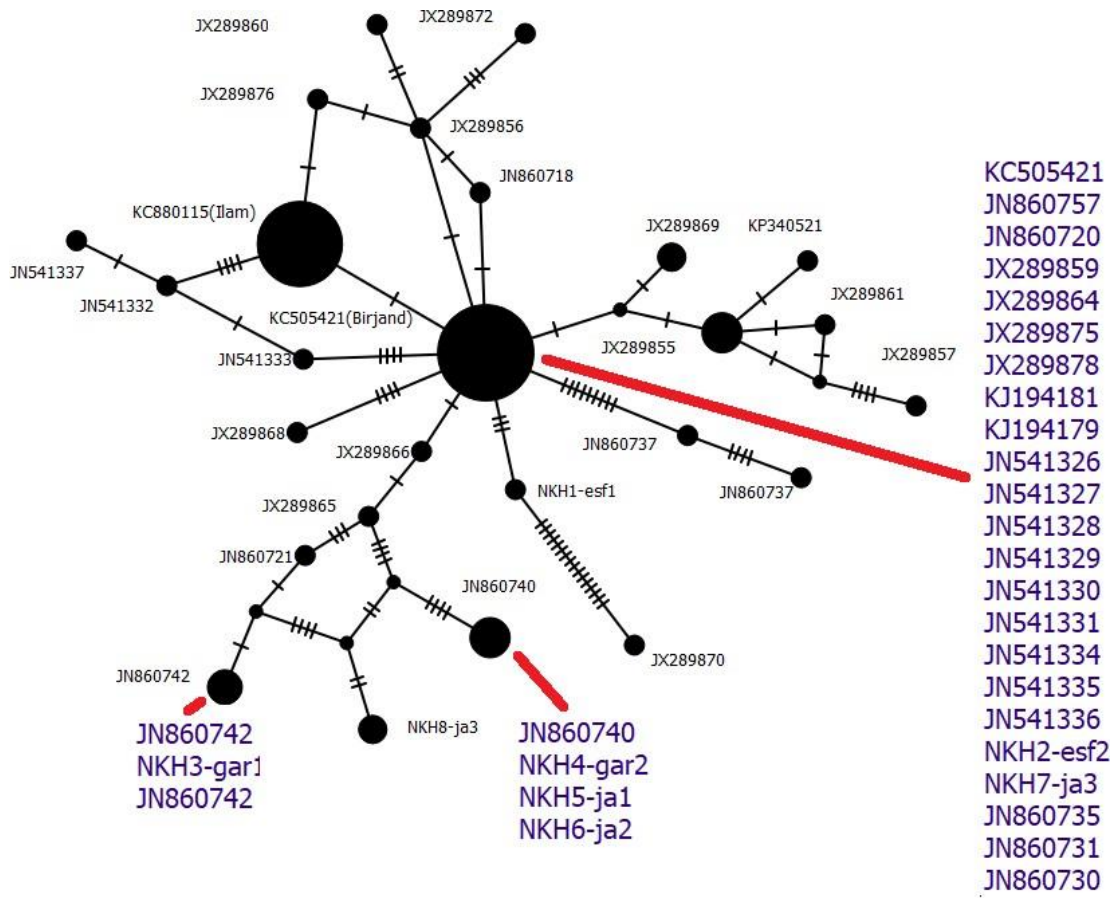 JX289860
JX289872
JX289876
JX289856
JN860718
KC880115(Ilam)
JX289869
KP340521
JN541337
JN541332
KC505421(Birjand)
JX289861
JX289855
JX289857
JN541333
JX289868
JX289866
JN860737
JN860737
NKH1-esf1
JX289865
JN860721
JN860740
JX289870
JN860742
NKH8-ja3
JN860742
NKH3-gar1
JN860742
JN860740
NKH4-gar2
NKH5-ja1
NKH6-ja2
KC505421
JN860757
JN860720
JX289859
JX289864
JX289875
JX289878
KJ194181
KJ194179
JN541326
JN541327
JN541328
JN541329
JN541330
JN541331
JN541334
JN541335
JN541336
NKH2-esf2
NKH7-ja3
JN860735
JN860731
JN860730